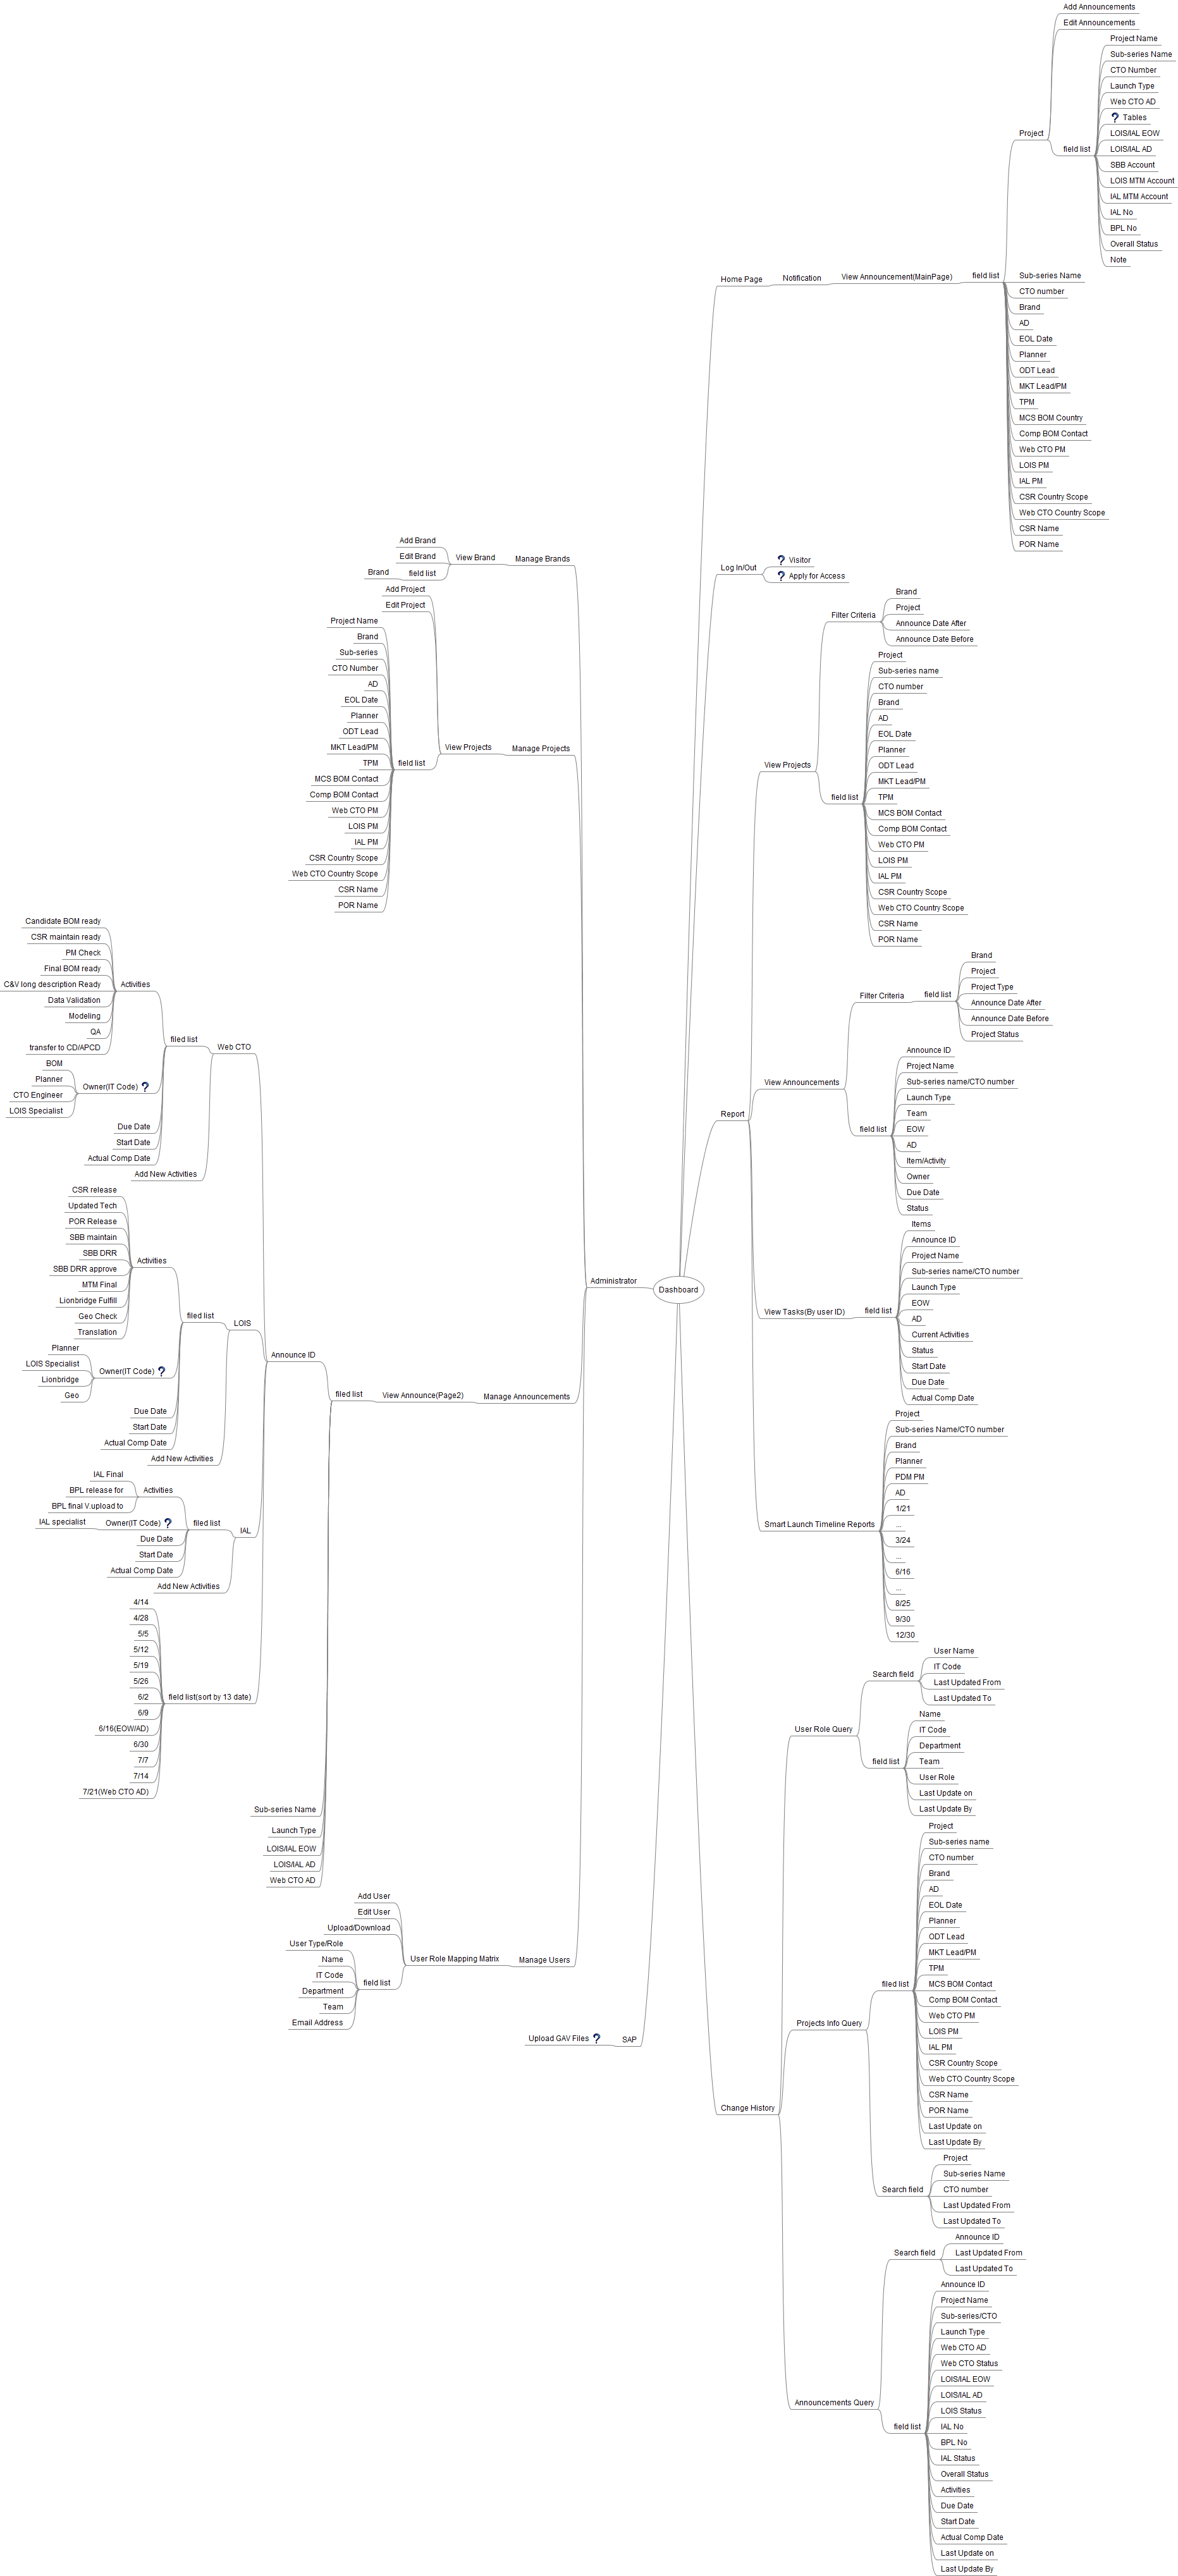 Dashboard
Home Page
Notification
View Announcement(MainPage)
field list
Project
Add Announcements
Edit Announcements
field list
Project Name
Sub-series Name
CTO Number
Launch Type
Web CTO AD
Tables
LOIS/IAL EOW
LOIS/IAL AD
SBB Account
LOIS MTM Account
IAL MTM Account
IAL No
BPL No
Overall Status
Note
Sub-series Name
CTO number
Brand
AD
EOL Date
Planner
ODT Lead
MKT Lead/PM
TPM
MCS BOM Country
Comp BOM Contact
Web CTO PM
LOIS PM
IAL PM
CSR Country Scope
Web CTO Country Scope
CSR Name
POR Name
Log In/Out
Visitor
Apply for Access
Report
View Projects
Filter Criteria
Brand
Project
Announce Date After
Announce Date Before
field list
Project
Sub-series name
CTO number
Brand
AD
EOL Date
Planner
ODT Lead
MKT Lead/PM
TPM
MCS BOM Contact
Comp BOM Contact
Web CTO PM
LOIS PM
IAL PM
CSR Country Scope
Web CTO Country Scope
CSR Name
POR Name
View Announcements
Filter Criteria
field list
Brand
Project
Project Type
Announce Date After
Announce Date Before
Project Status
field list
Announce ID
Project Name
Sub-series name/CTO number
Launch Type
Team
EOW
AD
Item/Activity
Owner
Due Date
Status
View Tasks(By user ID)
field list
Items
Announce ID
Project Name
Sub-series name/CTO number
Launch Type
EOW
AD
Current Activities
Status
Start Date
Due Date
Actual Comp Date
Smart Launch Timeline Reports
Project
Sub-series Name/CTO number
Brand
Planner
PDM PM
AD
1/21
...
3/24
...
6/16
...
8/25
9/30
12/30
Change History
User Role Query
Search field
User Name
IT Code
Last Updated From
Last Updated To
field list
Name
IT Code
Department
Team
User Role
Last Update on
Last Update By
Projects Info Query
filed list
Project
Sub-series name
CTO number
Brand
AD
EOL Date
Planner
ODT Lead
MKT Lead/PM
TPM
MCS BOM Contact
Comp BOM Contact
Web CTO PM
LOIS PM
IAL PM
CSR Country Scope
Web CTO Country Scope
CSR Name
POR Name
Last Update on
Last Update By
Search field
Project
Sub-series Name
CTO number
Last Updated From
Last Updated To
Announcements Query
Search field
Announce ID
Last Updated From
Last Updated To
field list
Announce ID
Project Name
Sub-series/CTO
Launch Type
Web CTO AD
Web CTO Status
LOIS/IAL EOW
LOIS/IAL AD
LOIS Status
IAL No
BPL No
IAL Status
Overall Status
Activities
Due Date
Start Date
Actual Comp Date
Last Update on
Last Update By
Administrator
Manage Brands
View Brand
Add Brand
Edit Brand
field list
Brand
Manage Projects
View Projects
Add Project
Edit Project
field list
Project Name
Brand
Sub-series
CTO Number
AD
EOL Date
Planner
ODT Lead
MKT Lead/PM
TPM
MCS BOM Contact
Comp BOM Contact
Web CTO PM
LOIS PM
IAL PM
CSR Country Scope
Web CTO Country Scope
CSR Name
POR Name
Manage Announcements
View Announce(Page2)
filed list
Announce ID
Web CTO
filed list
Activities
Candidate BOM ready
CSR maintain ready
PM Check
Final BOM ready
C&V long description Ready
Data Validation
Modeling
QA
transfer to CD/APCD
Owner(IT Code)
BOM
Planner
CTO Engineer
LOIS Specialist
Due Date
Start Date
Actual Comp Date
Add New Activities
LOIS
filed list
Activities
CSR release
Updated Tech
POR Release
SBB maintain
SBB DRR
SBB DRR approve
MTM Final
Lionbridge Fulfill
Geo Check
Translation
Owner(IT Code)
Planner
LOIS Specialist
Lionbridge
Geo
Due Date
Start Date
Actual Comp Date
Add New Activities
IAL
filed list
Activities
IAL Final
BPL release for
BPL final V.upload to
Owner(IT Code)
IAL specialist
Due Date
Start Date
Actual Comp Date
Add New Activities
field list(sort by 13 date)
4/14
4/28
5/5
5/12
5/19
5/26
6/2
6/9
6/16(EOW/AD)
6/30
7/7
7/14
7/21(Web CTO AD)
Sub-series Name
Launch Type
LOIS/IAL EOW
LOIS/IAL AD
Web CTO AD
Manage Users
User Role Mapping Matrix
Add User
Edit User
Upload/Download
field list
User Type/Role
Name
IT Code
Department
Team
Email Address
SAP
Upload GAV Files